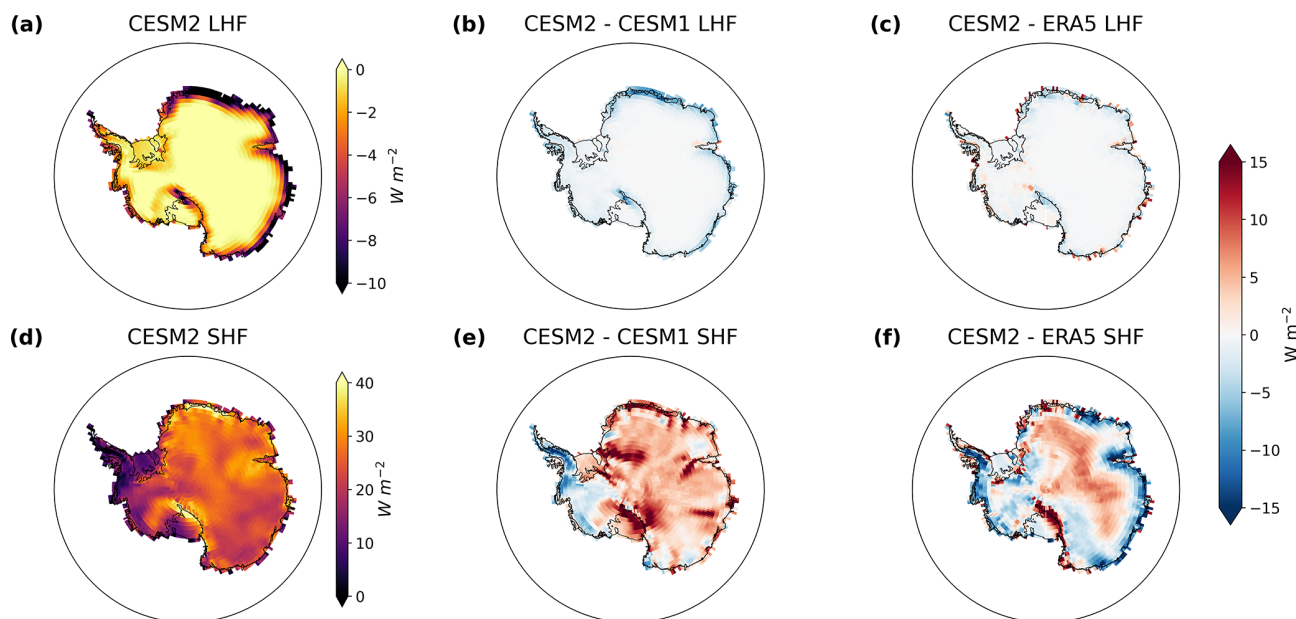 (a) CESM2 LHF
(b) CESM2 - CESM1 LHF
(c) CESM2 - ERA5 LHF
0
−2
−4
−6
−8
−10
W m⁻²
(d) CESM2 SHF
(e) CESM2 - CESM1 SHF
(f) CESM2 - ERA5 SHF
40
30
20
10
0
W m⁻²
15
10
5
0
−5
−10
−15
W m⁻²